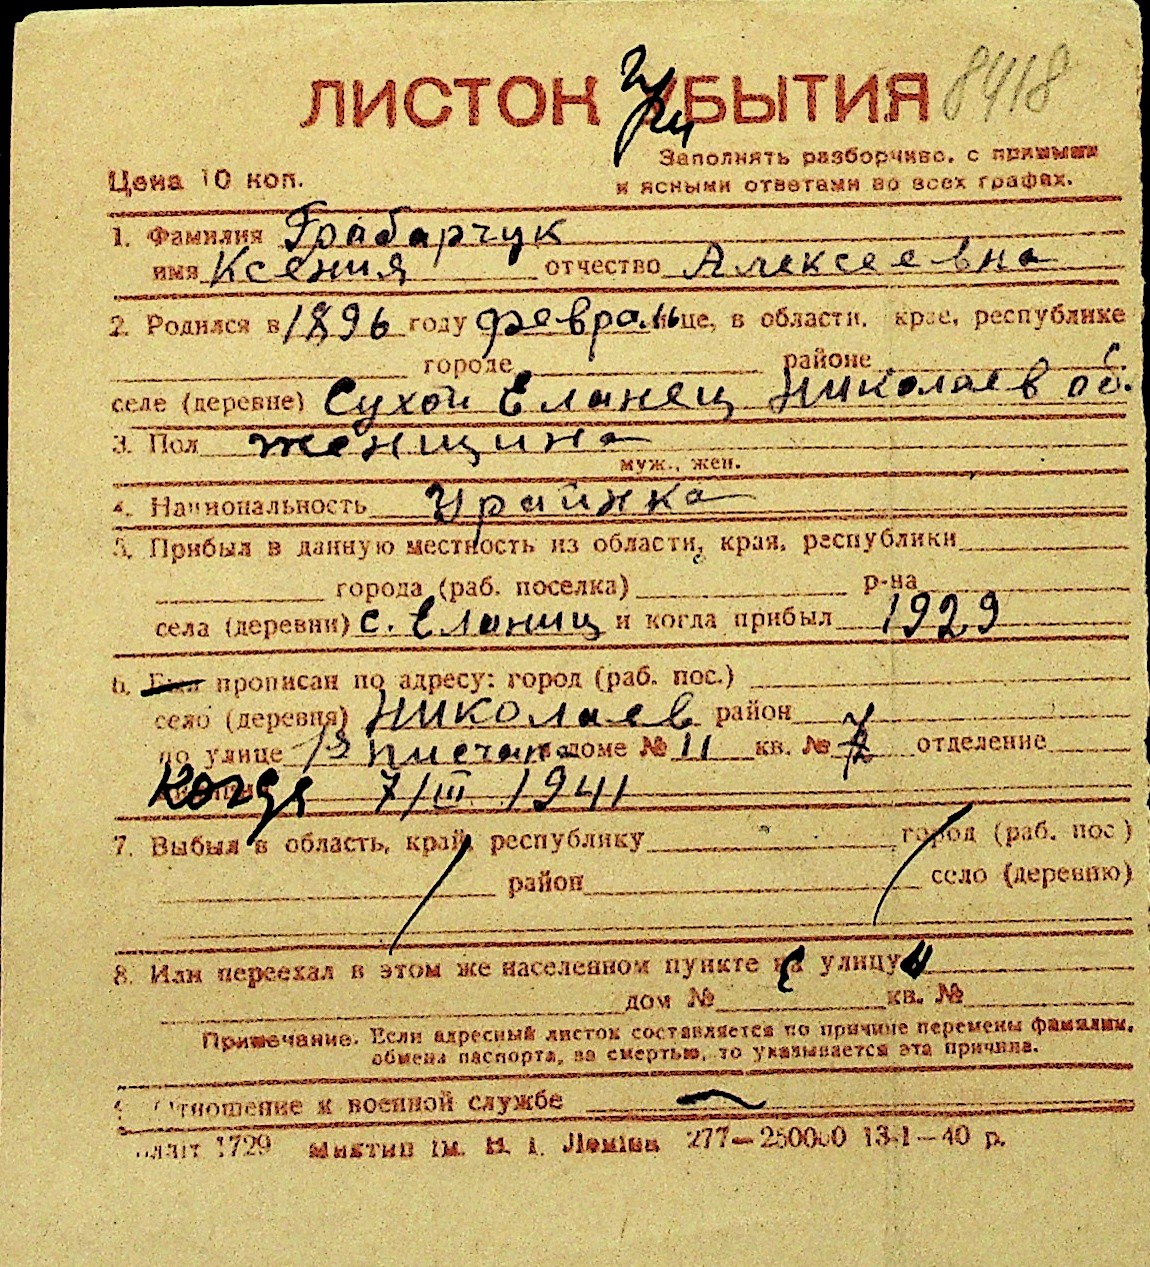 ЛИСТОК УБЫТИЯ 8418
Заполнять разборчиво, с прямыми
Цена 10 коп.
и ясными ответами во всех графах.
1. Фамилия Грабарчук
имя Ксения отчество Алексеевна
2. Родился в 1896 году феврале месяце, в области, крае, республике
городе районе
селе (деревне) Сухой Еланец Николаев об.
3. Пол женщина
муж., жен.
4. Национальность Украинка
5. Прибыл в данную местность из области, края, республики
города (раб. поселка) р-на
села (деревни) с. Еланец и когда прибыл 1929
6. прописан по адресу: город (раб. пос.)
село (деревня) Николаев район
по улице доме № 11 кв. № отделение
Когда 7/III 1941
7. Выбыл в область, край, республику город (раб. пос)
район село (деревню)
8. Или переехал в этом же населенном пункте улицу
дом № кв. №
Примечание. Если адресный листок составляется по причине перемены фамилии,
обмена паспорта, за смертью, то указывается эта причина.
Отношение к военной службе —
1729 277—250000 13-I—40 р.